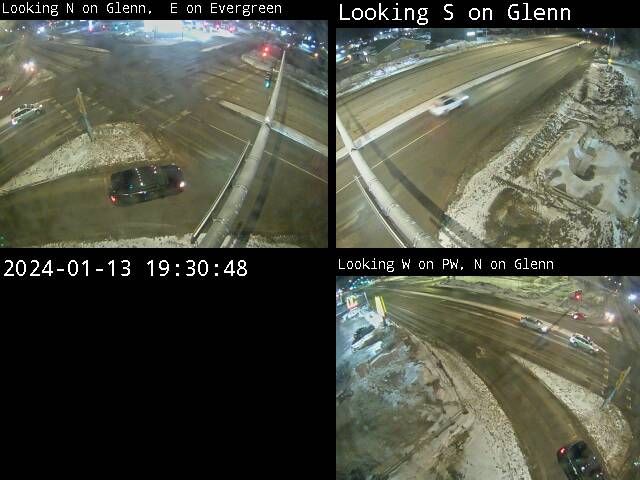 Looking N on Glenn,  E on Evergreen
Looking S on Glenn
2024-01-13 19:30:48
Looking W on PW, N on Glenn